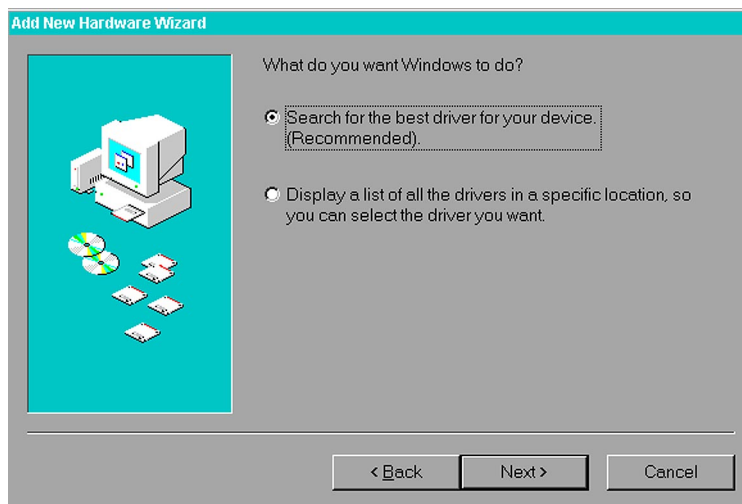 Add New Hardware Wizard
What do you want Windows to do?
Search for the best driver for your device.
(Recommended).
Display a list of all the drivers in a specific location, so
you can select the driver you want.
< Back
Next >
Cancel